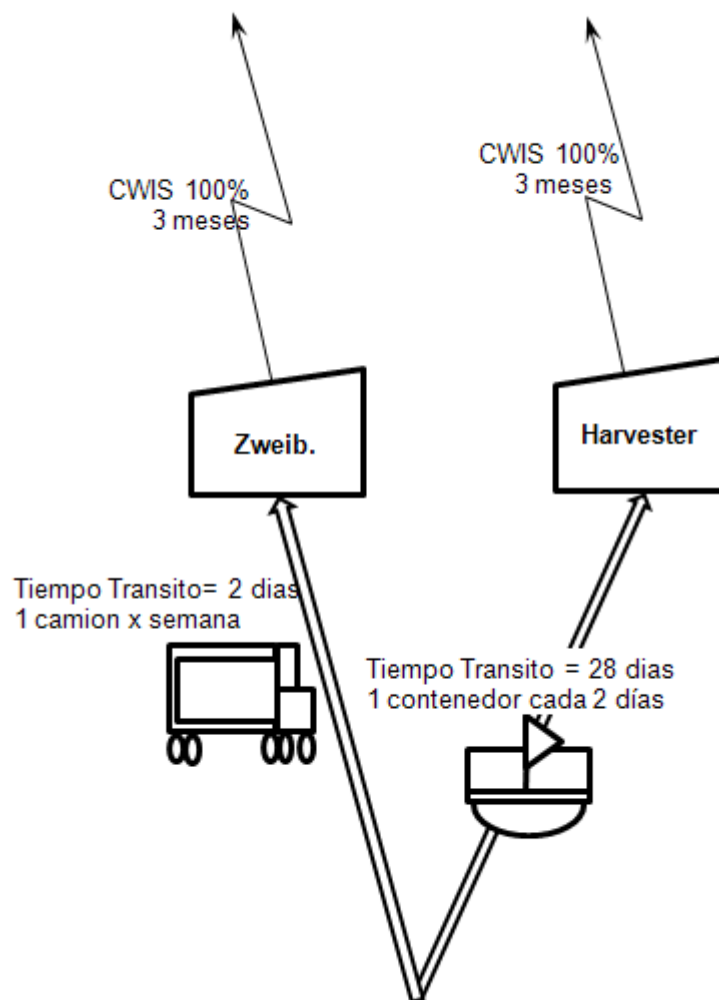 CWIS 100%
3 meses
CWIS 100%
3 meses
Zweib.
Harvester
Tiempo Transito= 2 dias
1 camion x semana
Tiempo Transito = 28 dias
1 contenedor cada 2 días